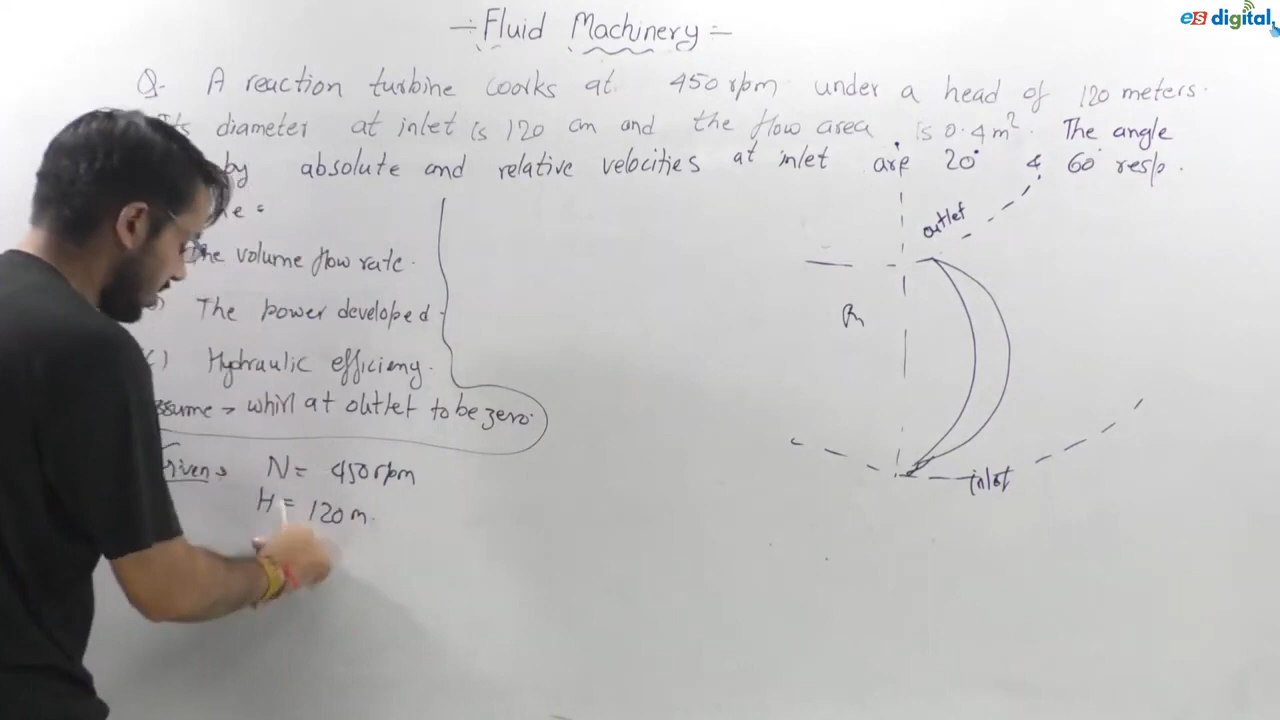 es digital
- Fluid Machinery -
Q. A reaction turbine works at 450 rpm under a head of 120 meters.
diameter at inlet is 120 cm and the flow area is 0.4 m². The angle
by absolute and relative velocities at inlet are 20° & 60° resp.
The volume flow rate.
The power developed.
Hydraulic efficieny.
whirl at outlet to be zero.
N = 450 rpm
H = 120 m.
outlet
inlet